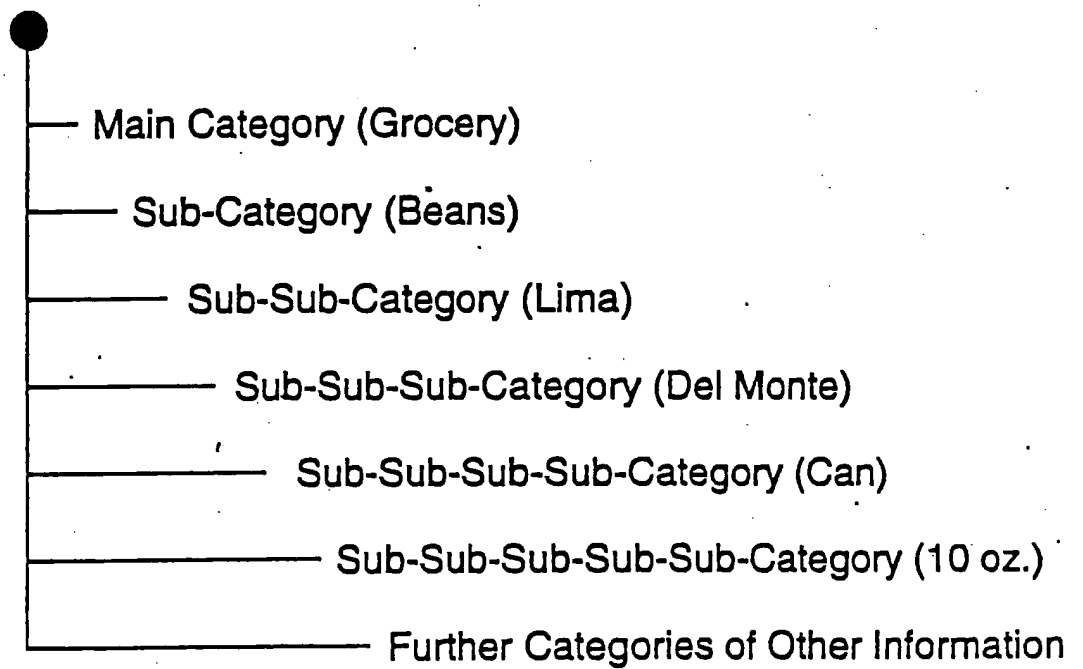 Main Category (Grocery)
Sub-Category (Beans)
Sub-Sub-Category (Lima)
Sub-Sub-Sub-Category (Del Monte)
Sub-Sub-Sub-Sub-Category (Can)
Sub-Sub-Sub-Sub-Sub-Category (10 oz.)
Further Categories of Other Information